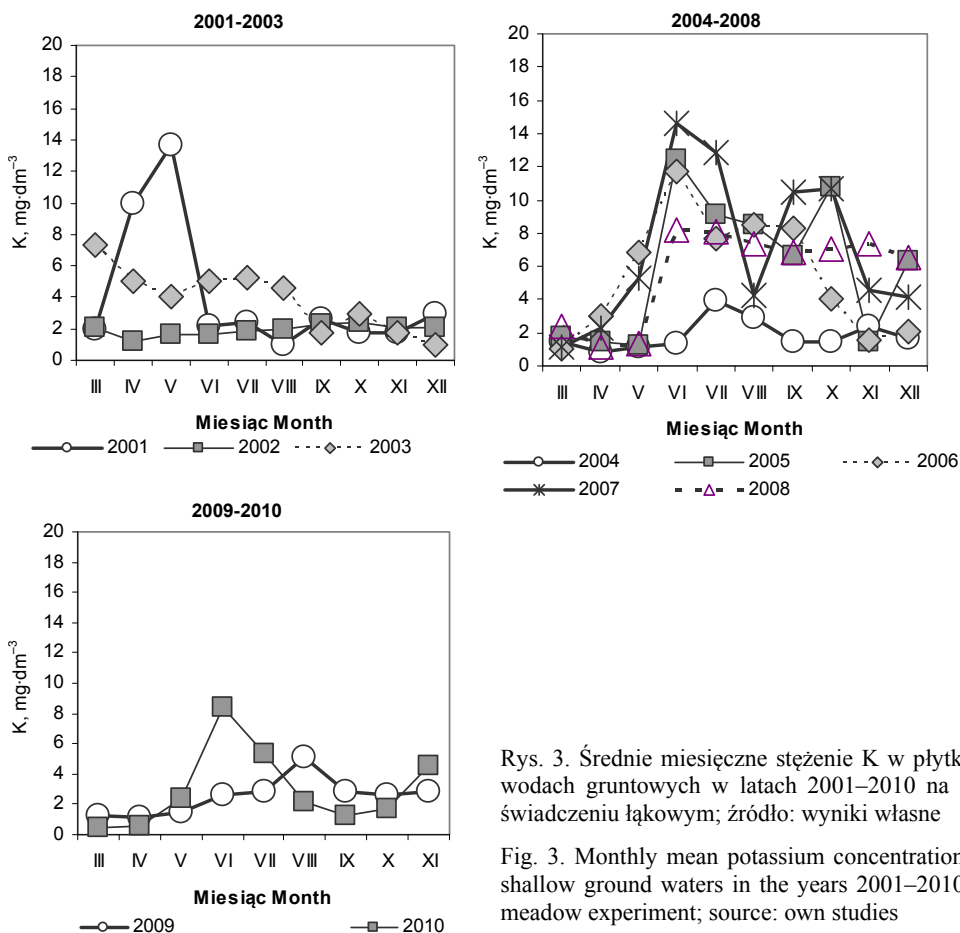 2001-2003
20
18
16
14
12
10
8
6
4
2
0
K, mg·dm⁻³
III IV V VI VII VIII IX X XI XII
Miesiąc Month
2001 2002 2003
2004-2008
20
18
16
14
12
10
8
6
4
2
0
K, mg·dm⁻³
III IV V VI VII VIII IX X XI XII
Miesiąc Month
2004 2005 2006
2007 2008
2009-2010
20
18
16
14
12
10
8
6
4
2
0
K, mg·dm⁻³
III IV V VI VII VIII IX X XI
Miesiąc Month
2009 2010
Rys. 3. Średnie miesięczne stężenie K w płytk
wodach gruntowych w latach 2001–2010 na
świadczeniu łąkowym; źródło: wyniki własne
Fig. 3. Monthly mean potassium concentration
shallow ground waters in the years 2001–2010
meadow experiment; source: own studies